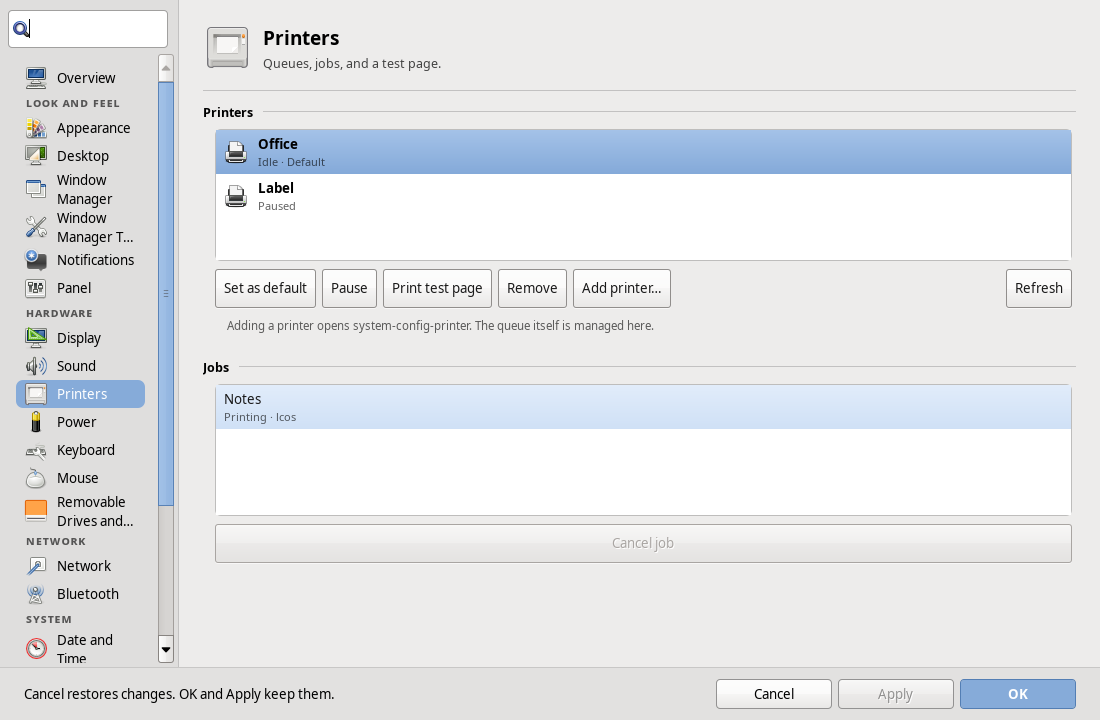 Overview
LOOK AND FEEL
Appearance
Desktop
Window
Manager
Window
Manager T...
Notifications
Panel
HARDWARE
Display
Sound
Printers
Power
Keyboard
Mouse
Removable
Drives and...
NETWORK
Network
Bluetooth
SYSTEM
Date and
Time
Printers
Queues, jobs, and a test page.
Printers
Office
Idle · Default
Label
Paused
Set as default
Pause
Print test page
Remove
Add printer...
Refresh
Adding a printer opens system-config-printer. The queue itself is managed here.
Jobs
Notes
Printing · lcos
Cancel job
Cancel restores changes. OK and Apply keep them.
Cancel
Apply
OK